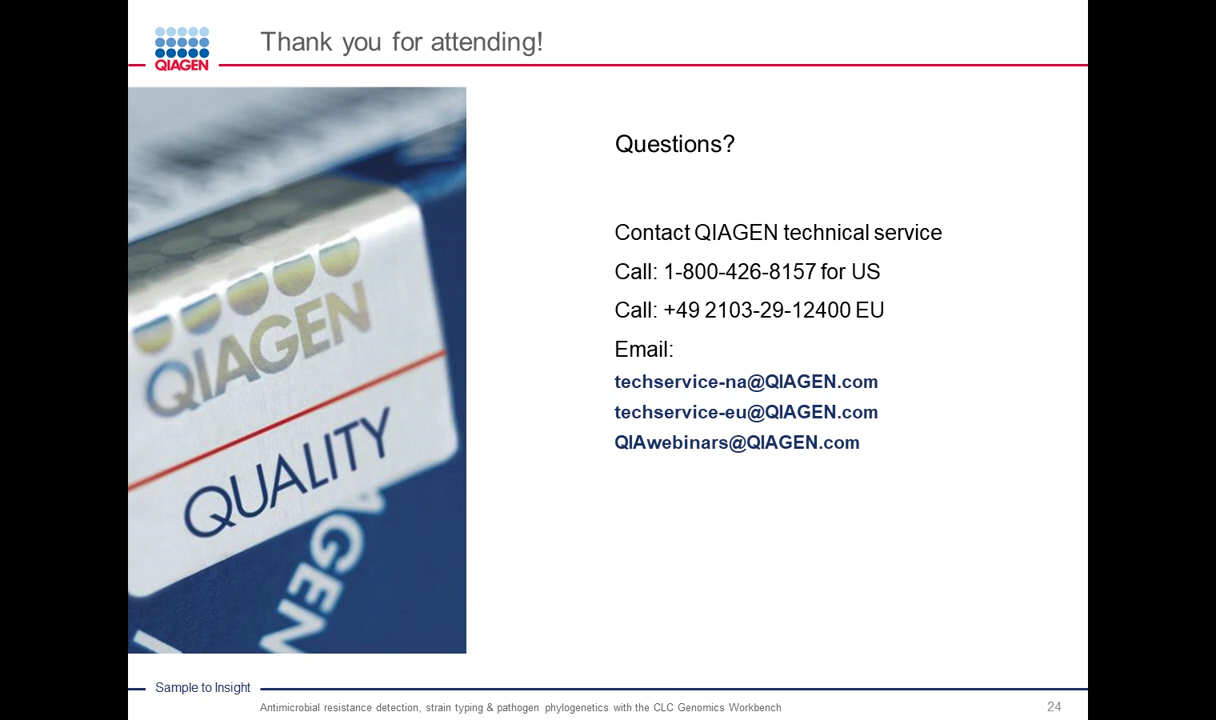 QIAGEN
Thank you for attending!
QIAGEN
QUALITY
AGEN
Questions?
Contact QIAGEN technical service
Call: 1-800-426-8157 for US
Call: +49 2103-29-12400 EU
Email:
techservice-na@QIAGEN.com
techservice-eu@QIAGEN.com
QIAwebinars@QIAGEN.com
Sample to Insight
Antimicrobial resistance detection, strain typing & pathogen phylogenetics with the CLC Genomics Workbench
24